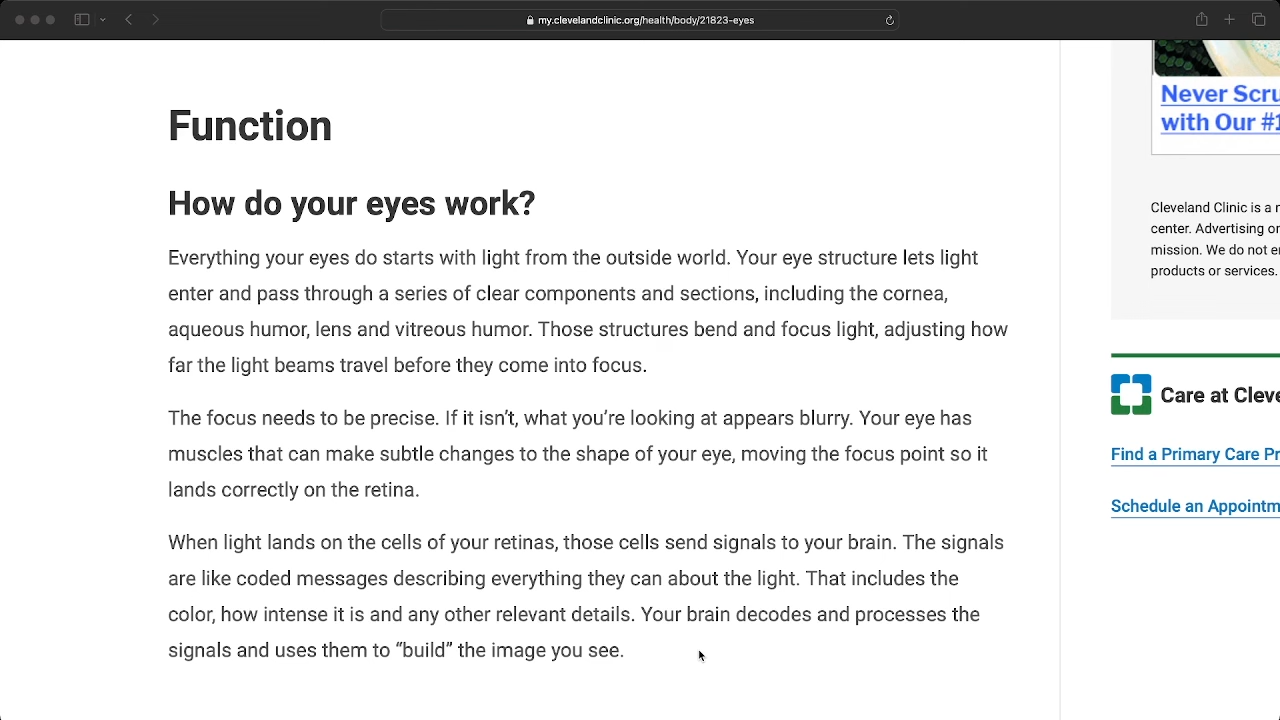 my.clevelandclinic.org/health/body/21823-eyes
Function
How do your eyes work?
Everything your eyes do starts with light from the outside world. Your eye structure lets light
enter and pass through a series of clear components and sections, including the cornea,
aqueous humor, lens and vitreous humor. Those structures bend and focus light, adjusting how
far the light beams travel before they come into focus.
The focus needs to be precise. If it isn’t, what you’re looking at appears blurry. Your eye has
muscles that can make subtle changes to the shape of your eye, moving the focus point so it
lands correctly on the retina.
When light lands on the cells of your retinas, those cells send signals to your brain. The signals
are like coded messages describing everything they can about the light. That includes the
color, how intense it is and any other relevant details. Your brain decodes and processes the
signals and uses them to “build” the image you see.
Never Scru
with Our #1
Cleveland Clinic is a
center. Advertising
mission. We do not
products or services.
Care at Cleve
Find a Primary Care Pr
Schedule an Appointm